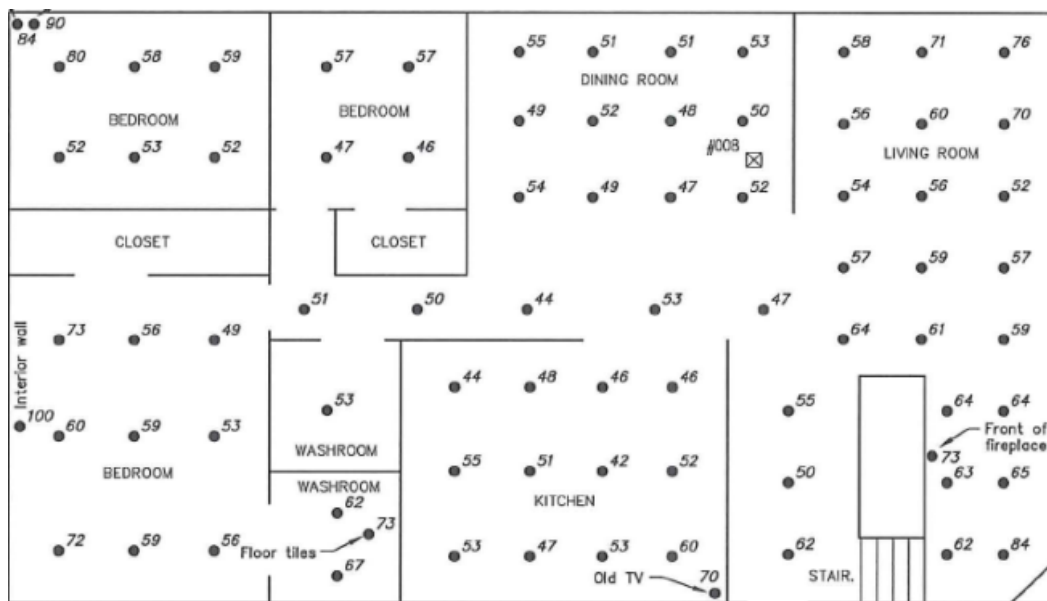 84 90
80 58 59 57 57 55 51 51 53 58 71 76
DINING ROOM
BEDROOM BEDROOM
49 52 48 50 56 60 70
#008
LIVING ROOM
52 53 52 47 46
54 49 47 52 54 56 52
CLOSET CLOSET
57 59 57
51 50 44 53 47
Interior wall
73 56 49 64 61 59
44 48 46 46
53 55 64 64
100 60 59 53
Front of
fireplace
73
WASHROOM
BEDROOM
55 51 42 52 50 63 65
WASHROOM
KITCHEN
62
73
Floor tiles
72 59 56 53 47 53 60 62 62 84
67
Old TV 70
STAIR.